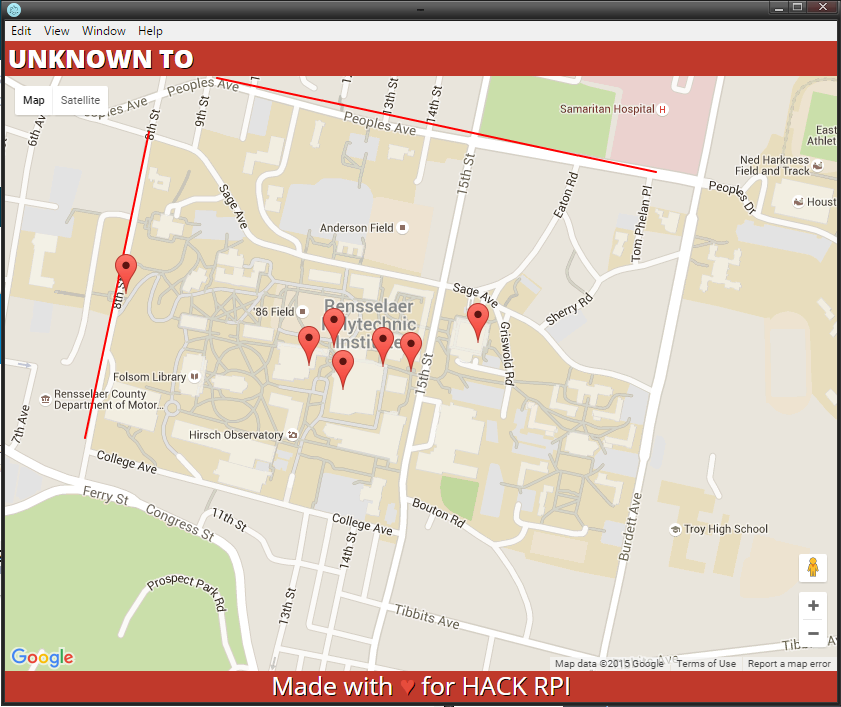 Edit View Window Help
UNKNOWN TO
Map Satellite
Peoples Ave
Peoples Ave
6th Av
8th St
9th St
13th St
14th St
Peoples Ave
Samaritan Hospital H
East
Athlet
Ned Harkness
Field and Track
Peoples Dr
Houst
15th St
Eaton Rd
Tom Phelan Pl
Sage Ave
Anderson Field
8th St
Sage Ave
Sherry Rd
'86 Field
Rensselaer
Polytechnic
Institute
Griswold Rd
15th St
Folsom Library
Rensselaer County
Department of Motor...
7th Ave
Hirsch Observatory
College Ave
Ferry St
Congress St
11th St
College Ave
Bouton Rd
14th St
Burdett Ave
Troy High School
Prospect Park Rd
13th St
Tibbits Ave
Google
Map data ©2015 Google Terms of Use Report a map error
Made with ♥ for HACK RPI